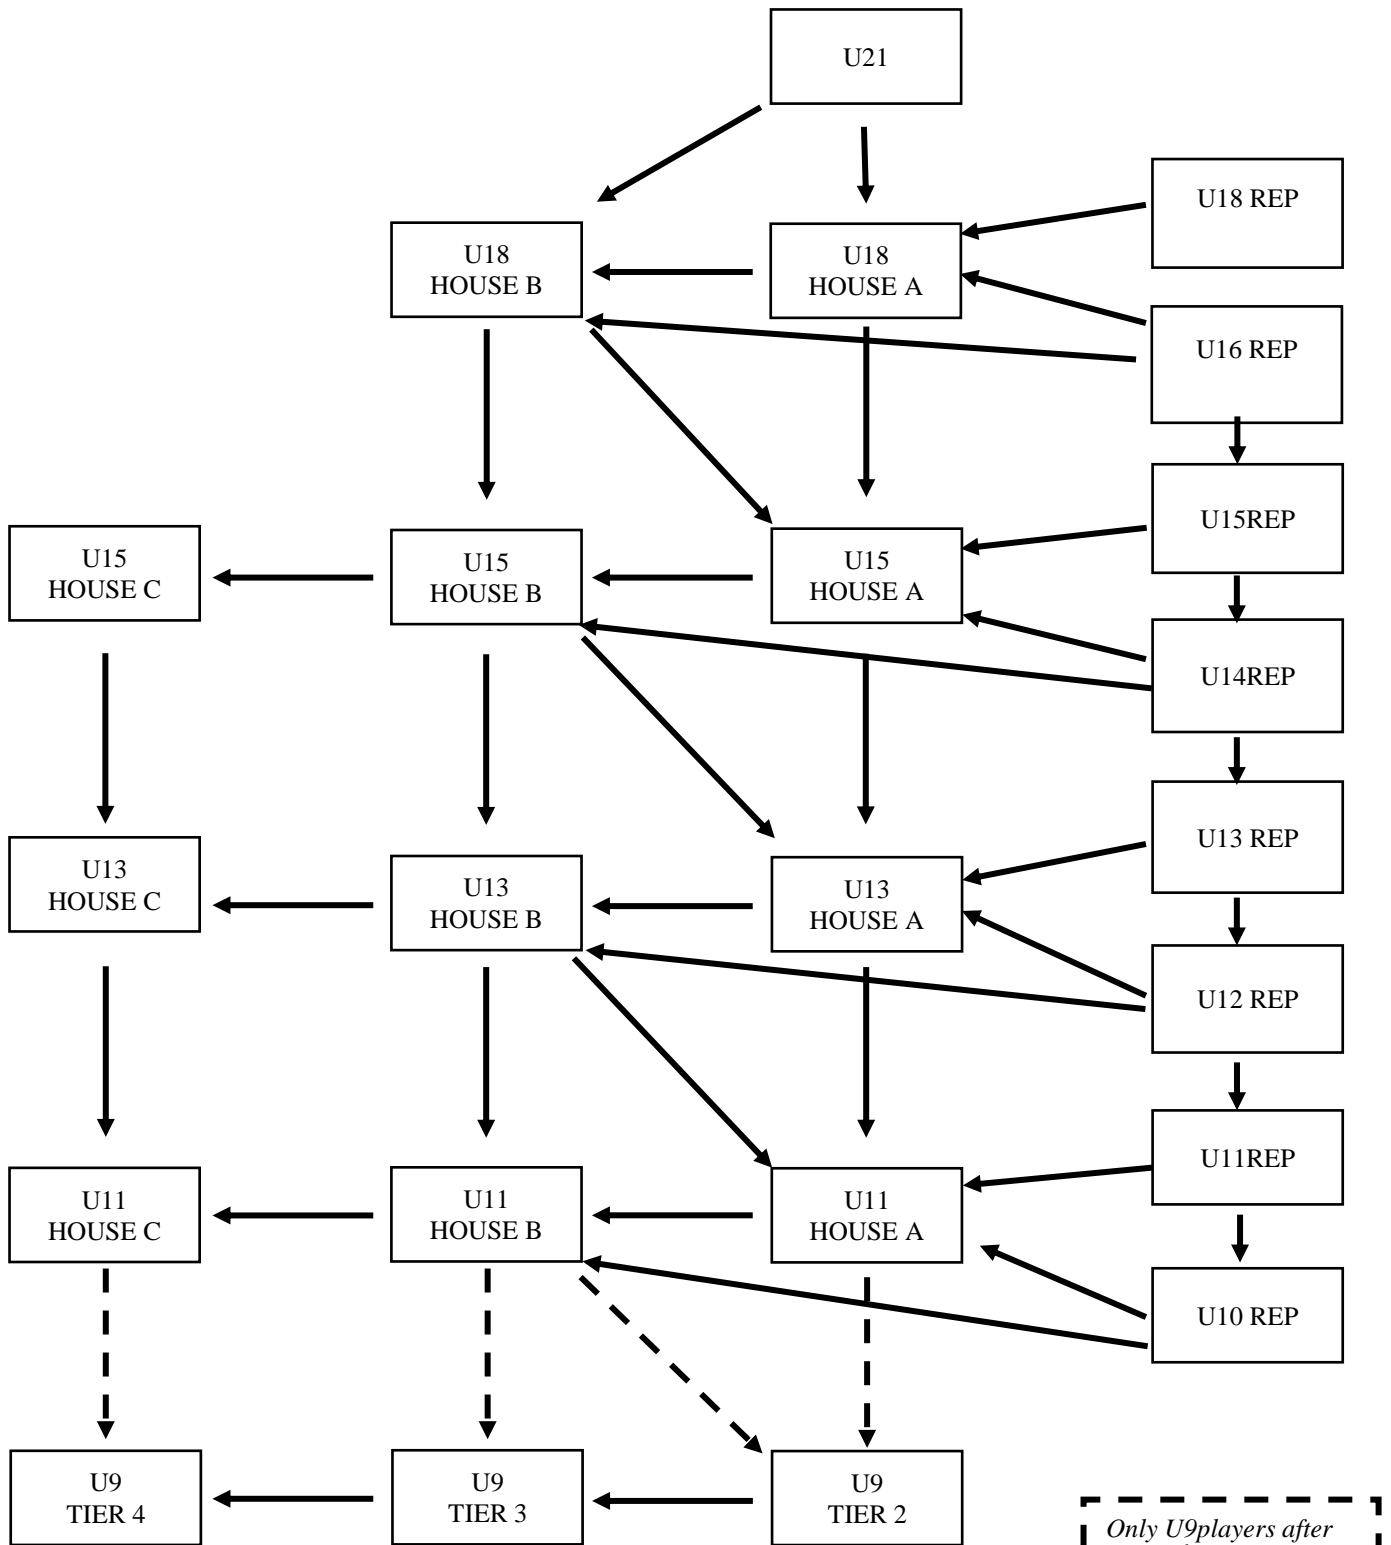 U21
U18 REP
U18
HOUSE B
U18
HOUSE A
U16 REP
U15REP
U15
HOUSE C
U15
HOUSE B
U15
HOUSE A
U14REP
U13 REP
U13
HOUSE C
U13
HOUSE B
U13
HOUSE A
U12 REP
U11REP
U11
HOUSE C
U11
HOUSE B
U11
HOUSE A
U10 REP
U9
TIER 4
U9
TIER 3
U9
TIER 2
Only U9players after